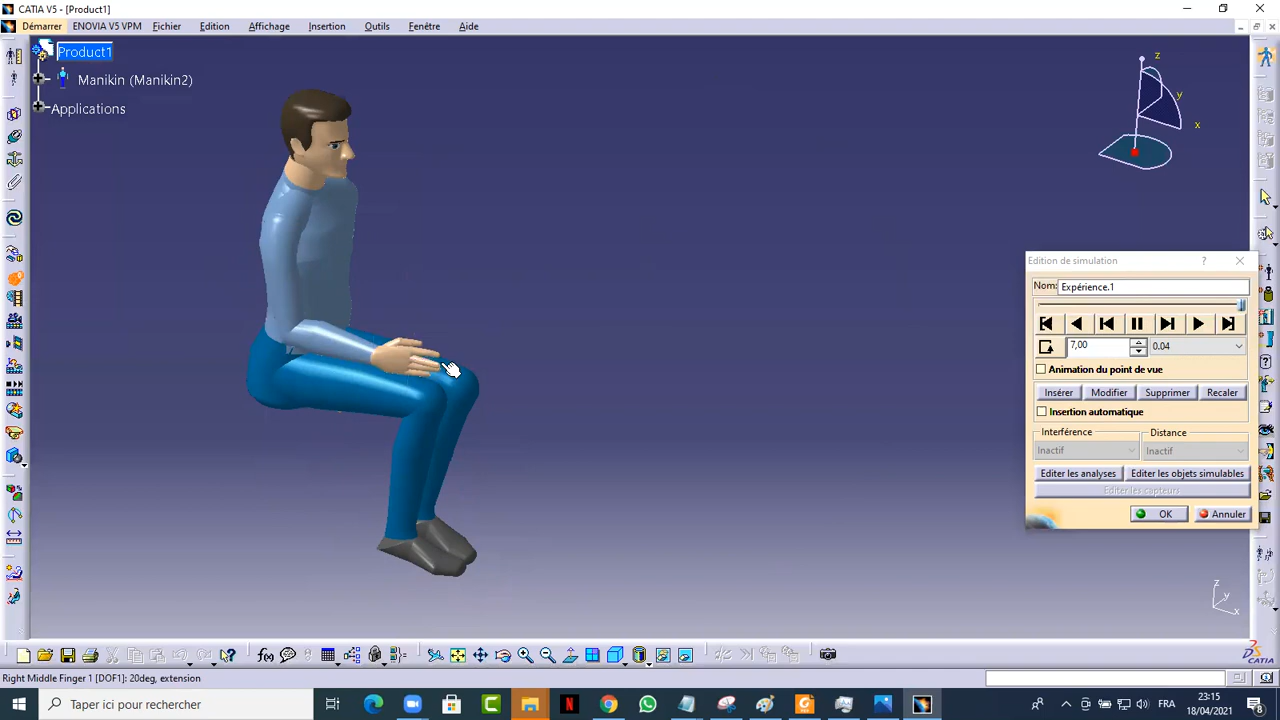 CATIA V5 - [Product1]
Démarrer ENOVIA V5 VPM Fichier Edition Affichage Insertion Outils Fenêtre Aide
Product1
Manikin (Manikin2)
Applications
z
y
x
Edition de simulation ?
Nom: Expérience.1
7,00 0.04
Animation du point de vue
Insérer Modifier Supprimer Recaler
Insertion automatique
Interférence Distance
Inactif Inactif
Editer les analyses Editer les objets simulables
Editer les capteurs
OK Annuler
z
y
x
f(x)
CATIA
Right Middle Finger 1 [DOF1]: 20deg, extension
Taper ici pour rechercher
FRA
23:15
18/04/2021
8